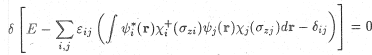 δ [ E − ∑_{i,j} ε_{ij} ( ∫ ψ_i^*(r)χ_i^+(σ_{zi})ψ_j(r)χ_j(σ_{zj})dr − δ_{ij} ) ] = 0